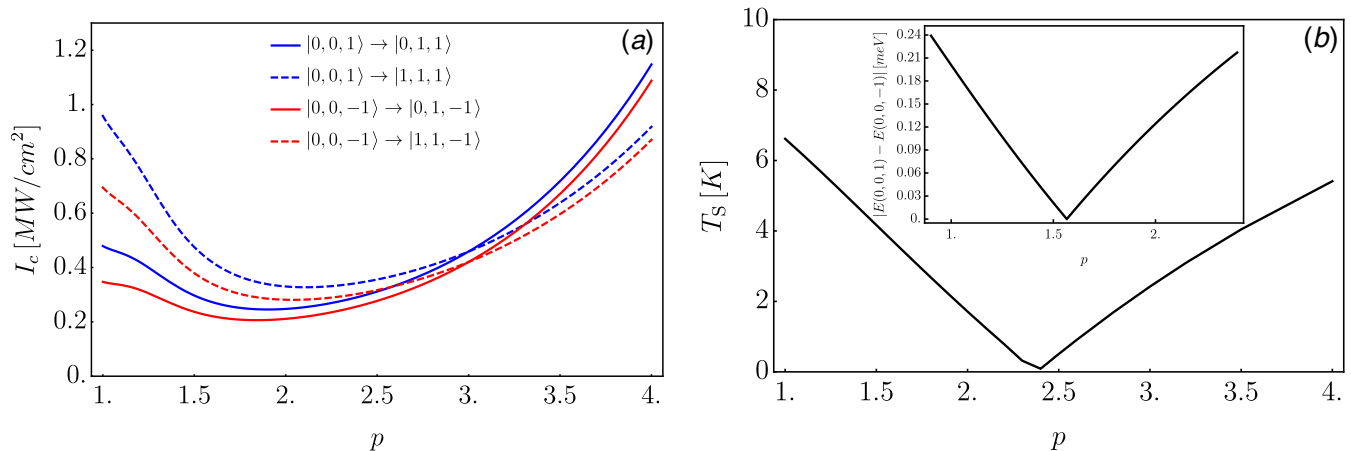 (a)
|0,0,1⟩ → |0,1,1⟩
|0,0,1⟩ → |1,1,1⟩
|0,0,−1⟩ → |0,1,−1⟩
|0,0,−1⟩ → |1,1,−1⟩
I_c [MW/cm²]
1.2
1.
0.8
0.6
0.4
0.2
0.
1. 1.5 2. 2.5 3. 3.5 4.
p
(b)
T_S [K]
10
8
6
4
2
0
1. 1.5 2. 2.5 3. 3.5 4.
p
|E(0,0,1) − E(0,0,−1)| [meV]
0.24
0.21
0.18
0.15
0.12
0.09
0.06
0.03
0.
1. 1.5 2.
p